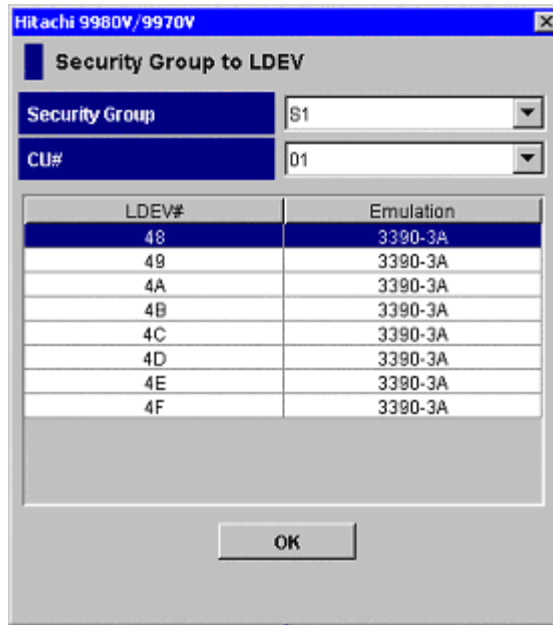 Hitachi 9980V/9970V
Security Group to LDEV
Security Group S1
CU# 01
LDEV# Emulation
48 3390-3A
49 3390-3A
4A 3390-3A
4B 3390-3A
4C 3390-3A
4D 3390-3A
4E 3390-3A
4F 3390-3A
OK